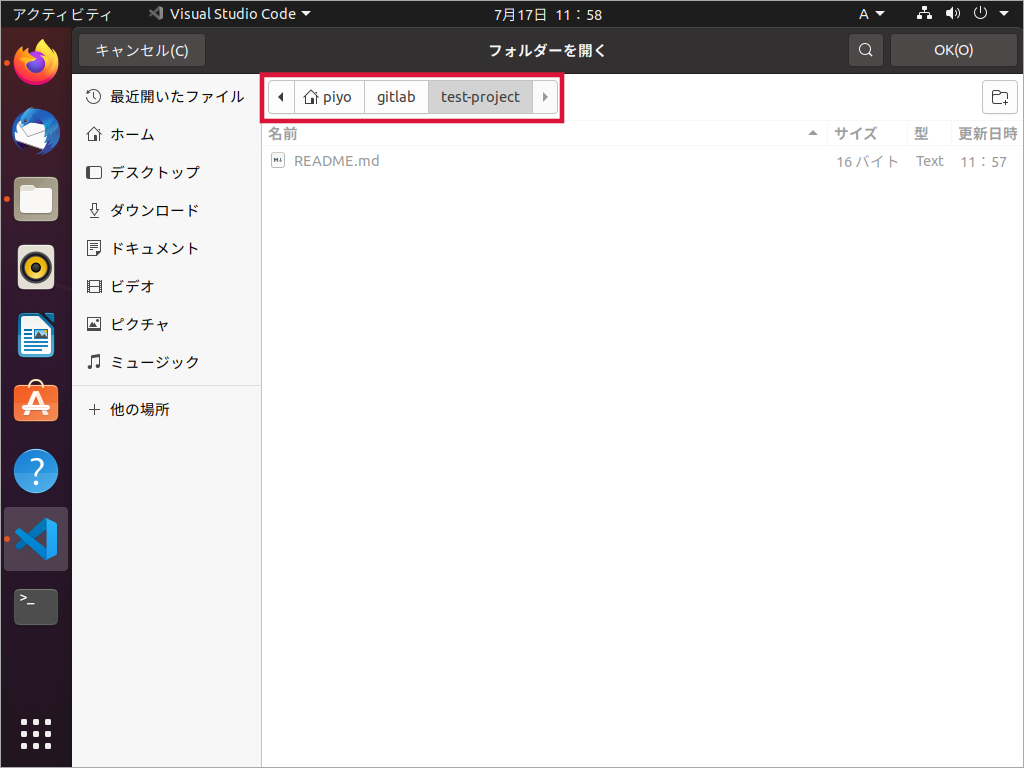 アクティビティ Visual Studio Code 7月17日 11：58 A
キャンセル(C) フォルダーを開く OK(O)
piyo gitlab test-project
名前 サイズ 型 更新日時
README.md 16 バイト Text 11：57
最近開いたファイル
ホーム
デスクトップ
ダウンロード
ドキュメント
ビデオ
ピクチャ
ミュージック
他の場所